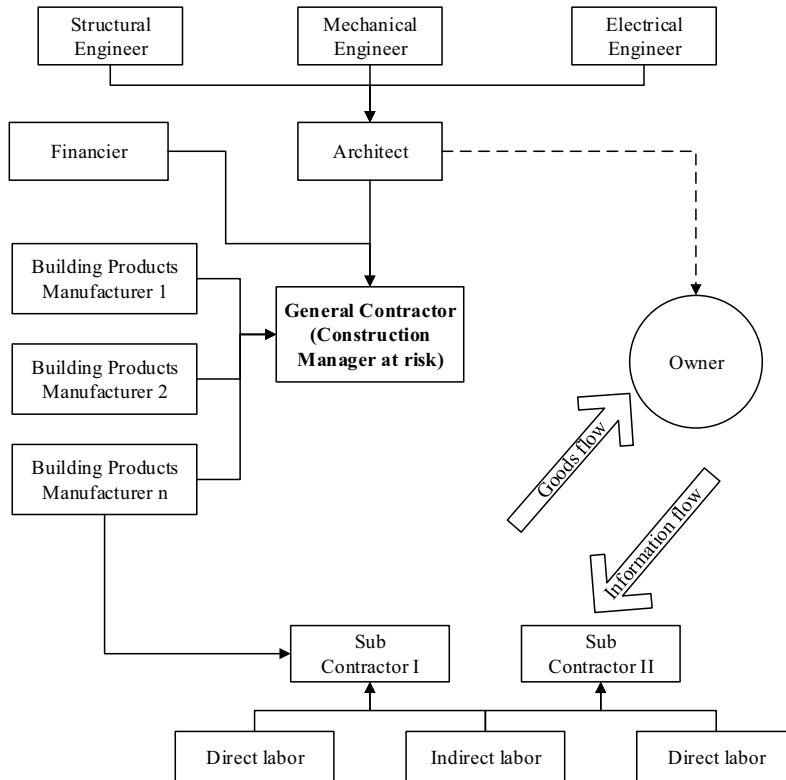 Structural
Engineer
Mechanical
Engineer
Electrical
Engineer
Financier
Architect
Building Products
Manufacturer 1
General Contractor
(Construction
Manager at risk)
Building Products
Manufacturer 2
Owner
Building Products
Manufacturer n
Goods flow
Information flow
Sub
Contractor I
Sub
Contractor II
Direct labor
Indirect labor
Direct labor